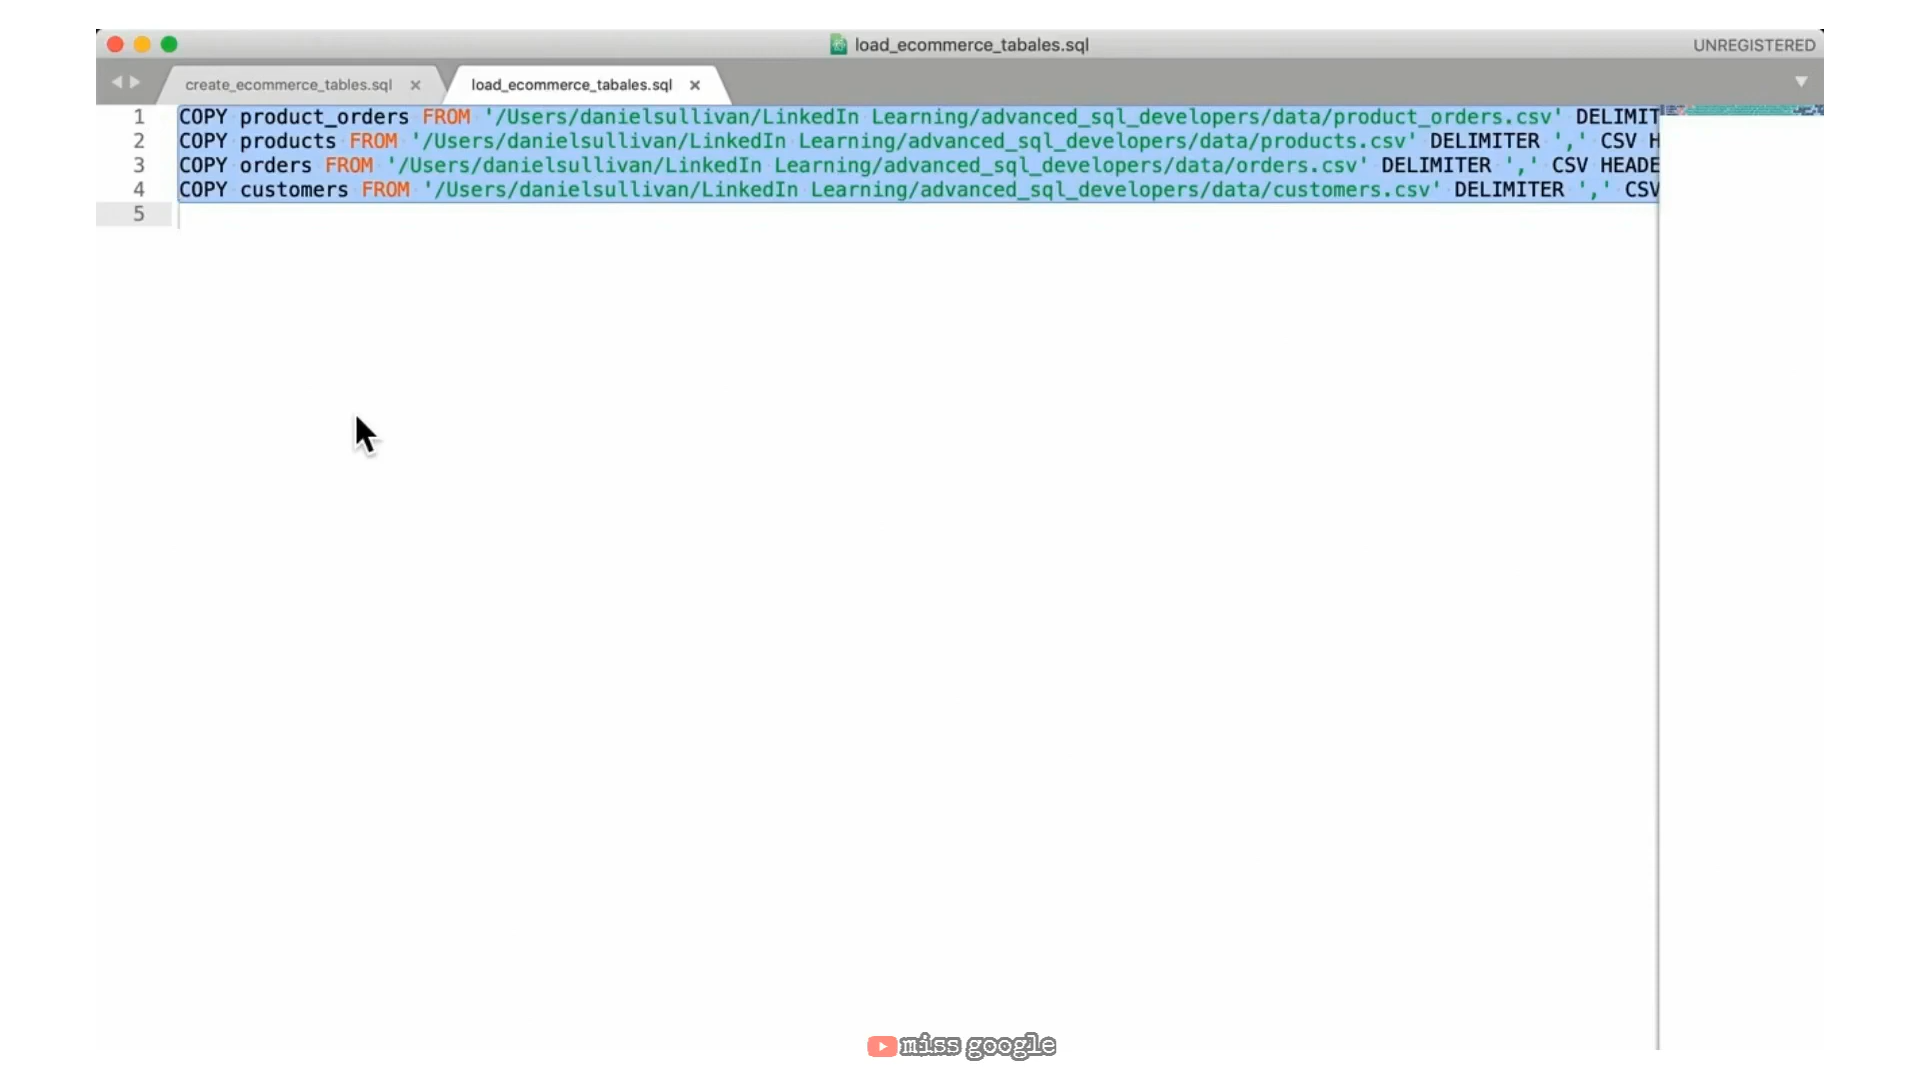 load_ecommerce_tabales.sql
UNREGISTERED
create_ecommerce_tables.sql ×
load_ecommerce_tabales.sql ×
1 COPY product_orders FROM '/Users/danielsullivan/LinkedIn Learning/advanced_sql_developers/data/product_orders.csv' DELIMIT
2 COPY products FROM '/Users/danielsullivan/LinkedIn Learning/advanced_sql_developers/data/products.csv' DELIMITER ',' CSV H
3 COPY orders FROM '/Users/danielsullivan/LinkedIn Learning/advanced_sql_developers/data/orders.csv' DELIMITER ',' CSV HEADE
4 COPY customers FROM '/Users/danielsullivan/LinkedIn Learning/advanced_sql_developers/data/customers.csv' DELIMITER ',' CSV
5
miss google